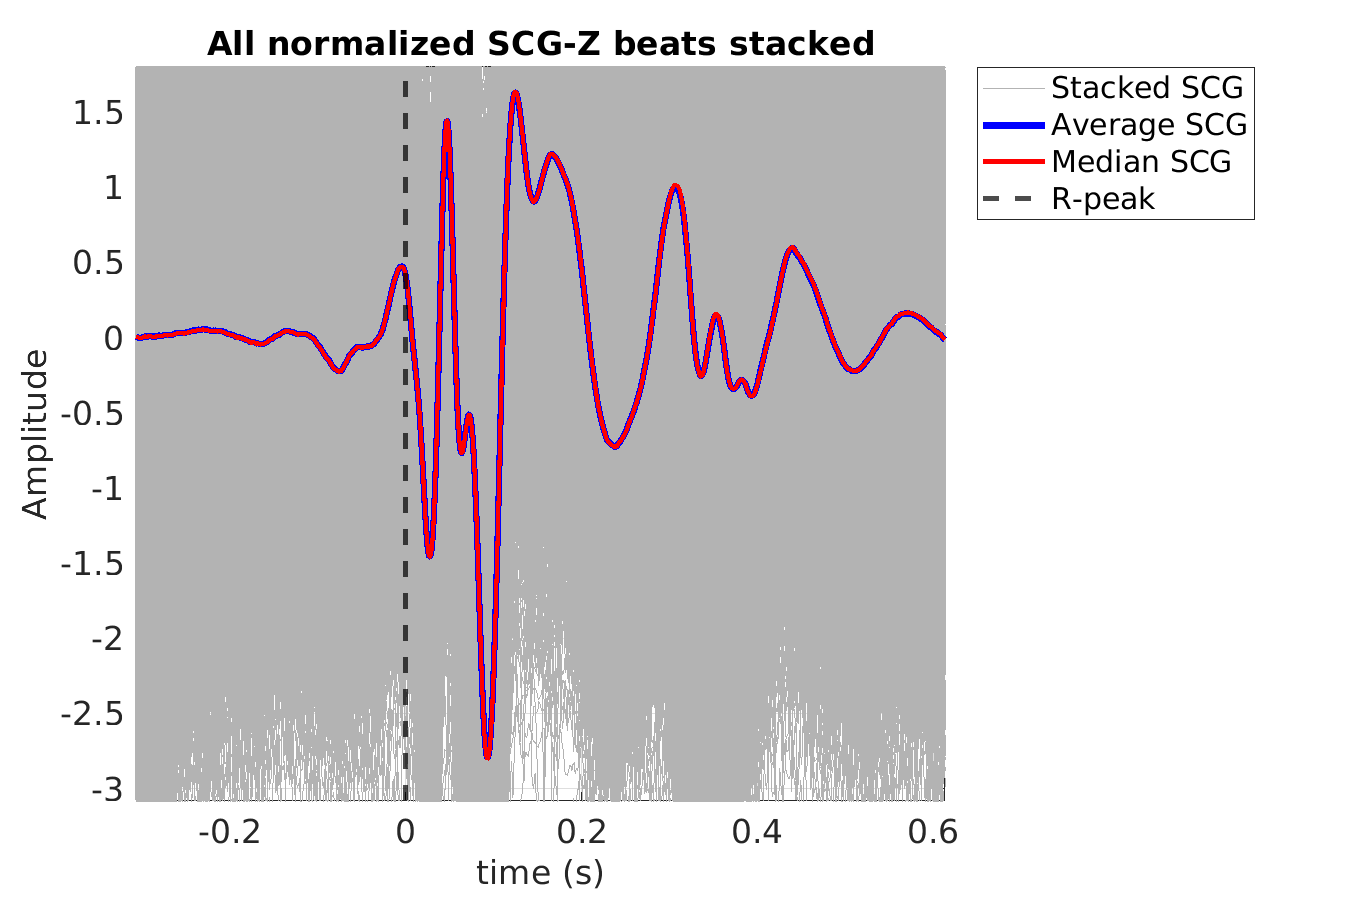 All normalized SCG-Z beats stacked
Stacked SCG
Average SCG
Median SCG
R-peak
1.5
1
0.5
0
-0.5
-1
-1.5
-2
-2.5
-3
Amplitude
-0.2
0
0.2
0.4
0.6
time (s)